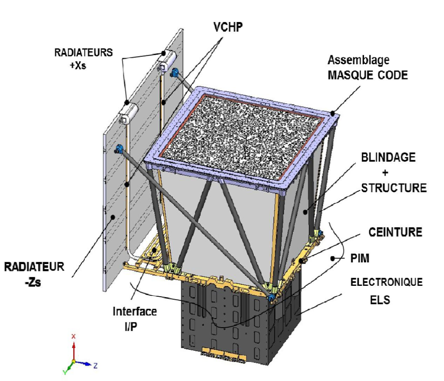 VCHP
RADIATEURS
+Xs
Assemblage
MASQUE CODE
BLINDAGE
+
STRUCTURE
CEINTURE
PIM
RADIATEUR
-Zs
ELECTRONIQUE
ELS
Interface
I/P
X
Z
Y